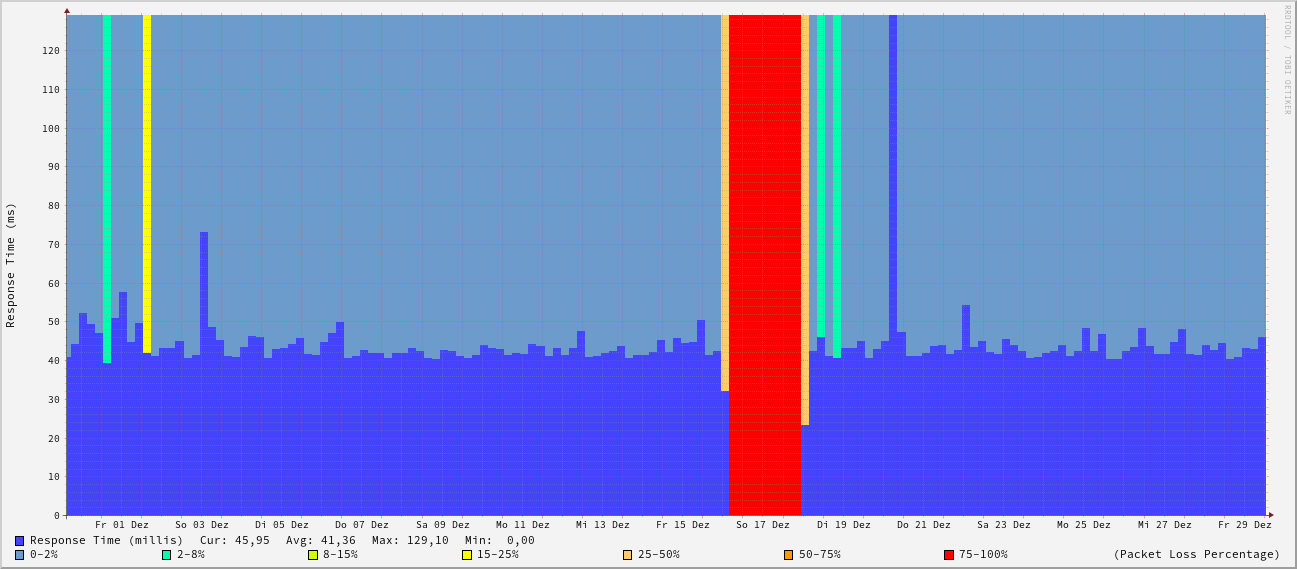 RRDTOOL / TOBI OETIKER
Response Time (ms)
120
110
100
90
80
70
60
50
40
30
20
10
0
Fr 01 Dez So 03 Dez Di 05 Dez Do 07 Dez Sa 09 Dez Mo 11 Dez Mi 13 Dez Fr 15 Dez So 17 Dez Di 19 Dez Do 21 Dez Sa 23 Dez Mo 25 Dez Mi 27 Dez Fr 29 Dez
Response Time (millis) Cur: 45,95 Avg: 41,36 Max: 129,10 Min: 0,00
0-2% 2-8% 8-15% 15-25% 25-50% 50-75% 75-100% (Packet Loss Percentage)